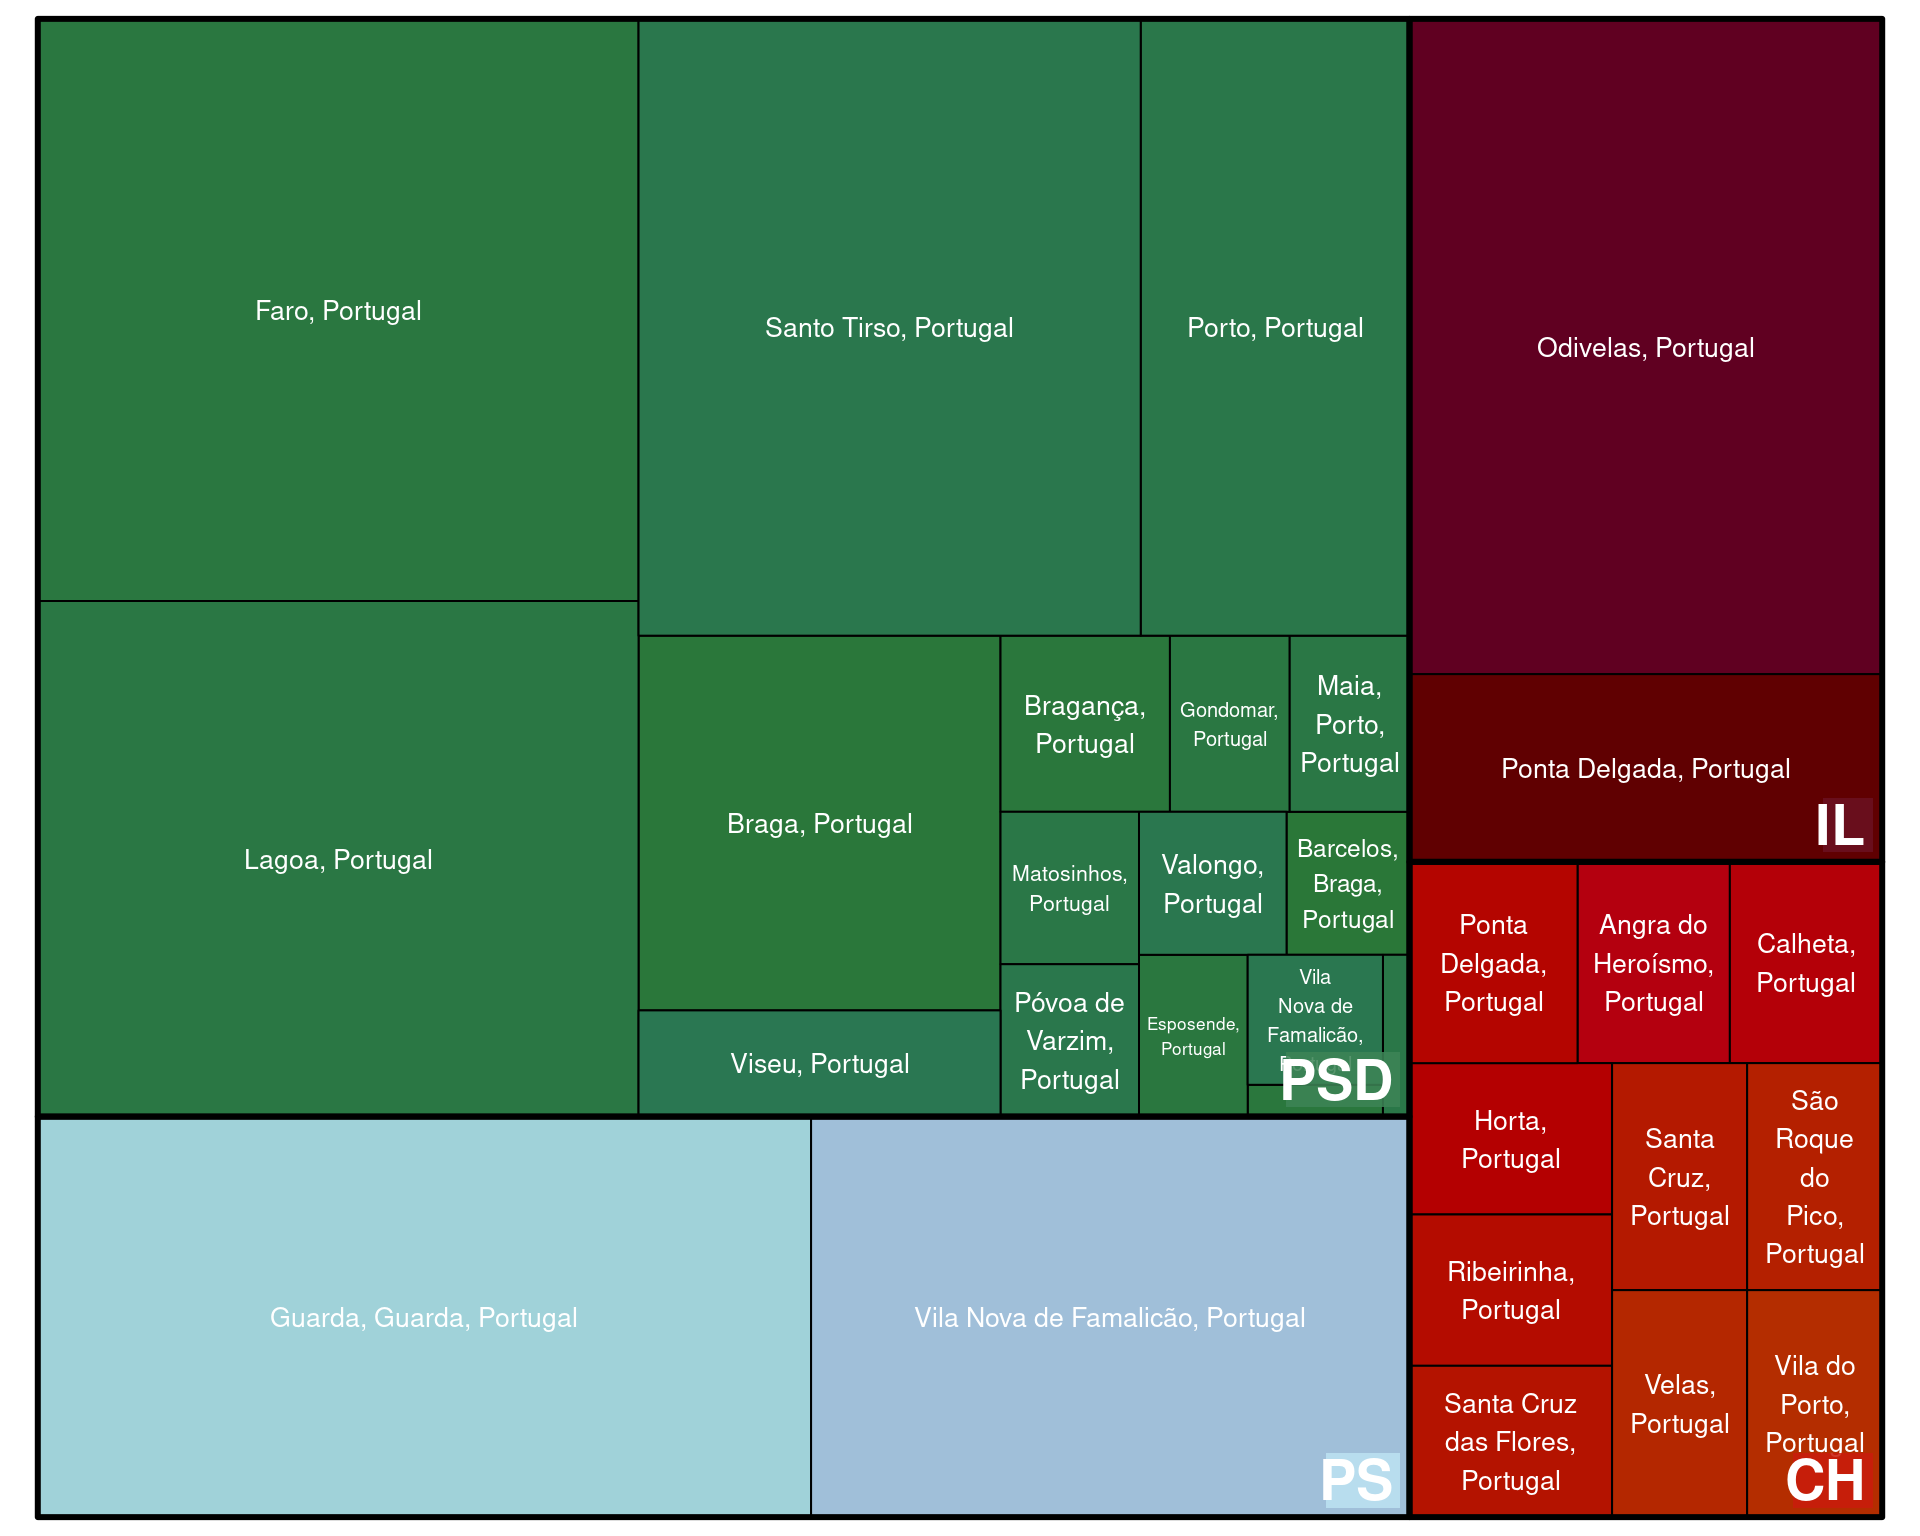 Faro, Portugal
Santo Tirso, Portugal
Porto, Portugal
Odivelas, Portugal
Lagoa, Portugal
Braga, Portugal
Viseu, Portugal
Bragança,
Portugal
Gondomar,
Portugal
Maia,
Porto,
Portugal
Matosinhos,
Portugal
Valongo,
Portugal
Barcelos,
Braga,
Portugal
Póvoa de
Varzim,
Portugal
Esposende,
Portugal
Vila
Nova de
Famalicão,
PSD
Ponta Delgada, Portugal
IL
Ponta
Delgada,
Portugal
Angra do
Heroísmo,
Portugal
Calheta,
Portugal
Horta,
Portugal
Santa
Cruz,
Portugal
São
Roque
do
Pico,
Portugal
Ribeirinha,
Portugal
Santa Cruz
das Flores,
Portugal
Velas,
Portugal
Vila do
Porto,
Portugal
CH
Guarda, Guarda, Portugal
Vila Nova de Famalicão, Portugal
PS